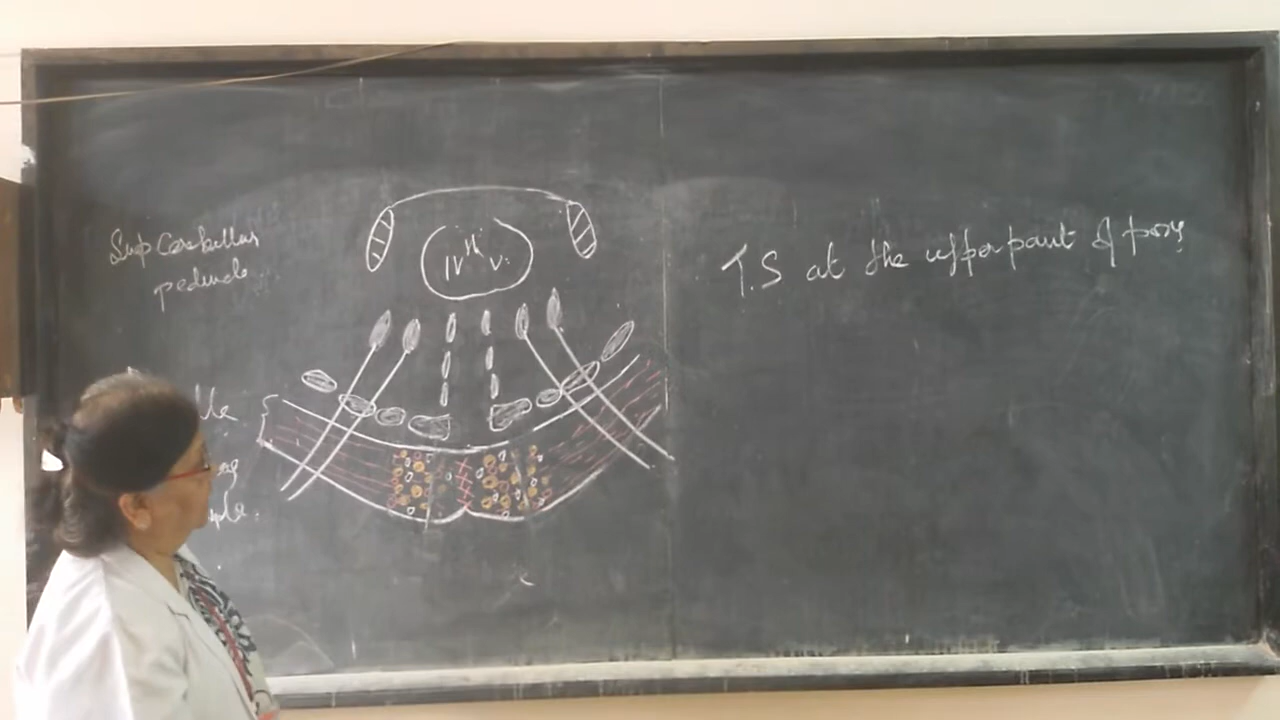 Sup Cerebellar
peduncle
IVth V.
T.S at the upper part of pons